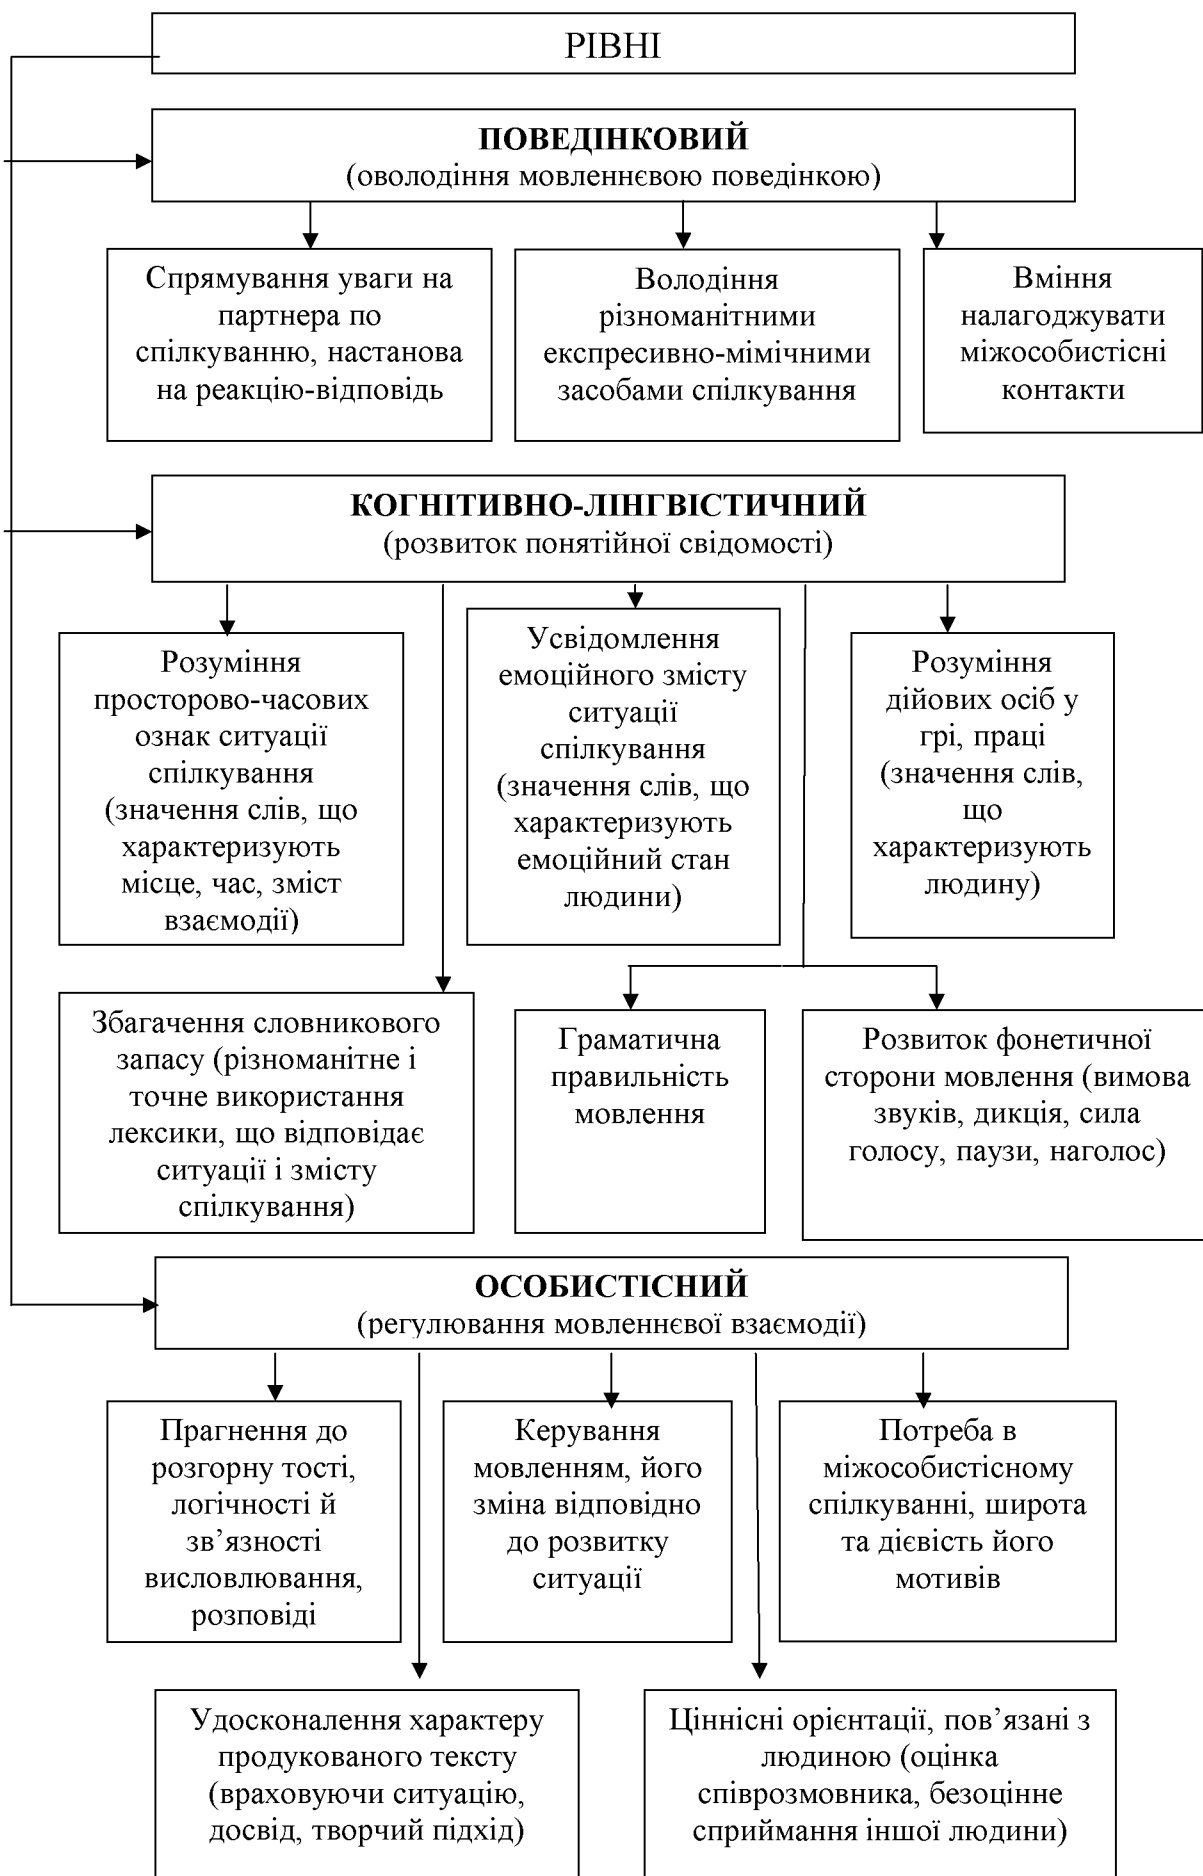 РІВНІ
ПОВЕДІНКОВИЙ
(оволодіння мовленнєвою поведінкою)
Спрямування уваги на
партнера по
спілкуванню, настанова
на реакцію-відповідь
Володіння
різноманітними
експресивно-мімічними
засобами спілкування
Вміння
налагоджувати
міжособистісні
контакти
КОГНІТИВНО-ЛІНГВІСТИЧНИЙ
(розвиток понятійної свідомості)
Розуміння
просторово-часових
ознак ситуації
спілкування
(значення слів, що
характеризують
місце, час, зміст
взаємодії)
Усвідомлення
емоційного змісту
ситуації
спілкування
(значення слів, що
характеризують
емоційний стан
людини)
Розуміння
дійових осіб у
грі, праці
(значення слів,
що
характеризують
людину)
Збагачення словникового
запасу (різноманітне і
точне використання
лексики, що відповідає
ситуації і змісту
спілкування)
Граматична
правильність
мовлення
Розвиток фонетичної
сторони мовлення (вимова
звуків, дикція, сила
голосу, паузи, наголос)
ОСОБИСТІСНИЙ
(регулювання мовленнєвої взаємодії)
Прагнення до
розгорну тості,
логічності й
зв’язності
висловлювання,
розповіді
Керування
мовленням, його
зміна відповідно
до розвитку
ситуації
Потреба в
міжособистісному
спілкуванні, широта
та дієвість його
мотивів
Удосконалення характеру
продукованого тексту
(враховуючи ситуацію,
досвід, творчий підхід)
Ціннісні орієнтації, пов’язані з
людиною (оцінка
співрозмовника, безоцінне
сприймання іншої людини)